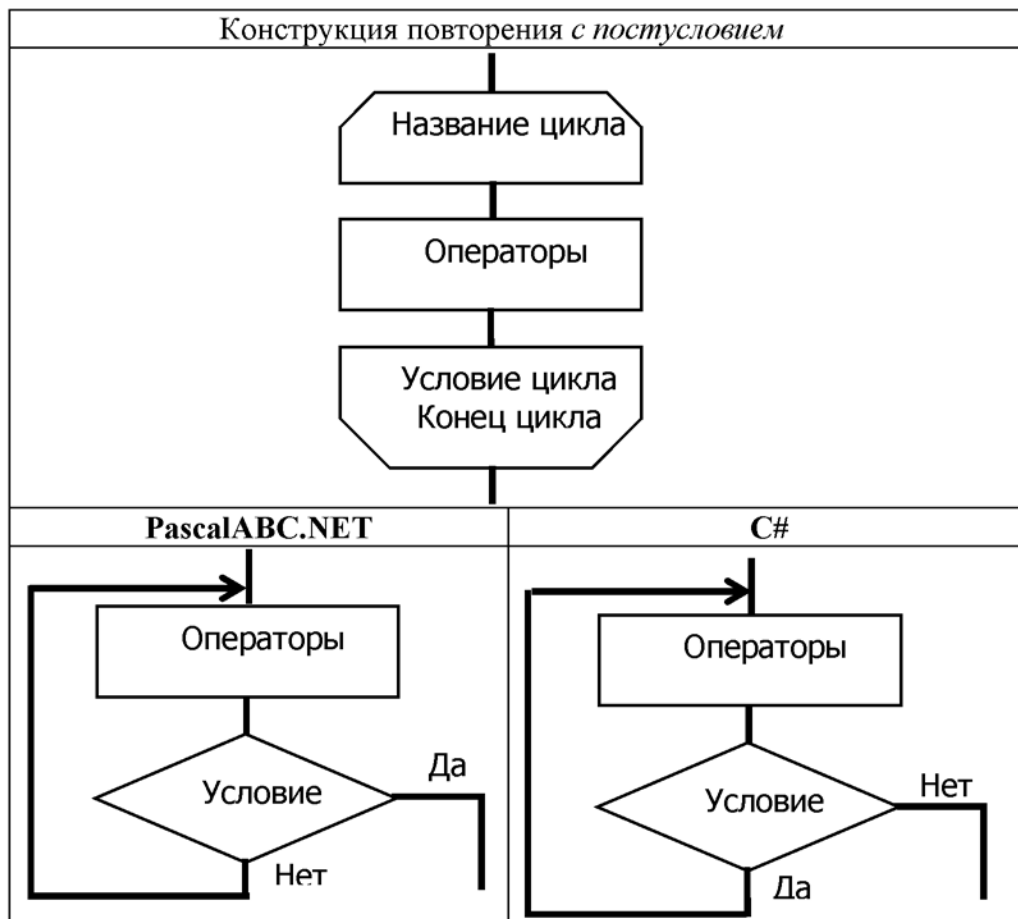 Конструкция повторения с постусловием
Название цикла
Операторы
Условие цикла
Конец цикла
PascalABC.NET
C#
Операторы
Условие
Да
Нет
Операторы
Условие
Нет
Да